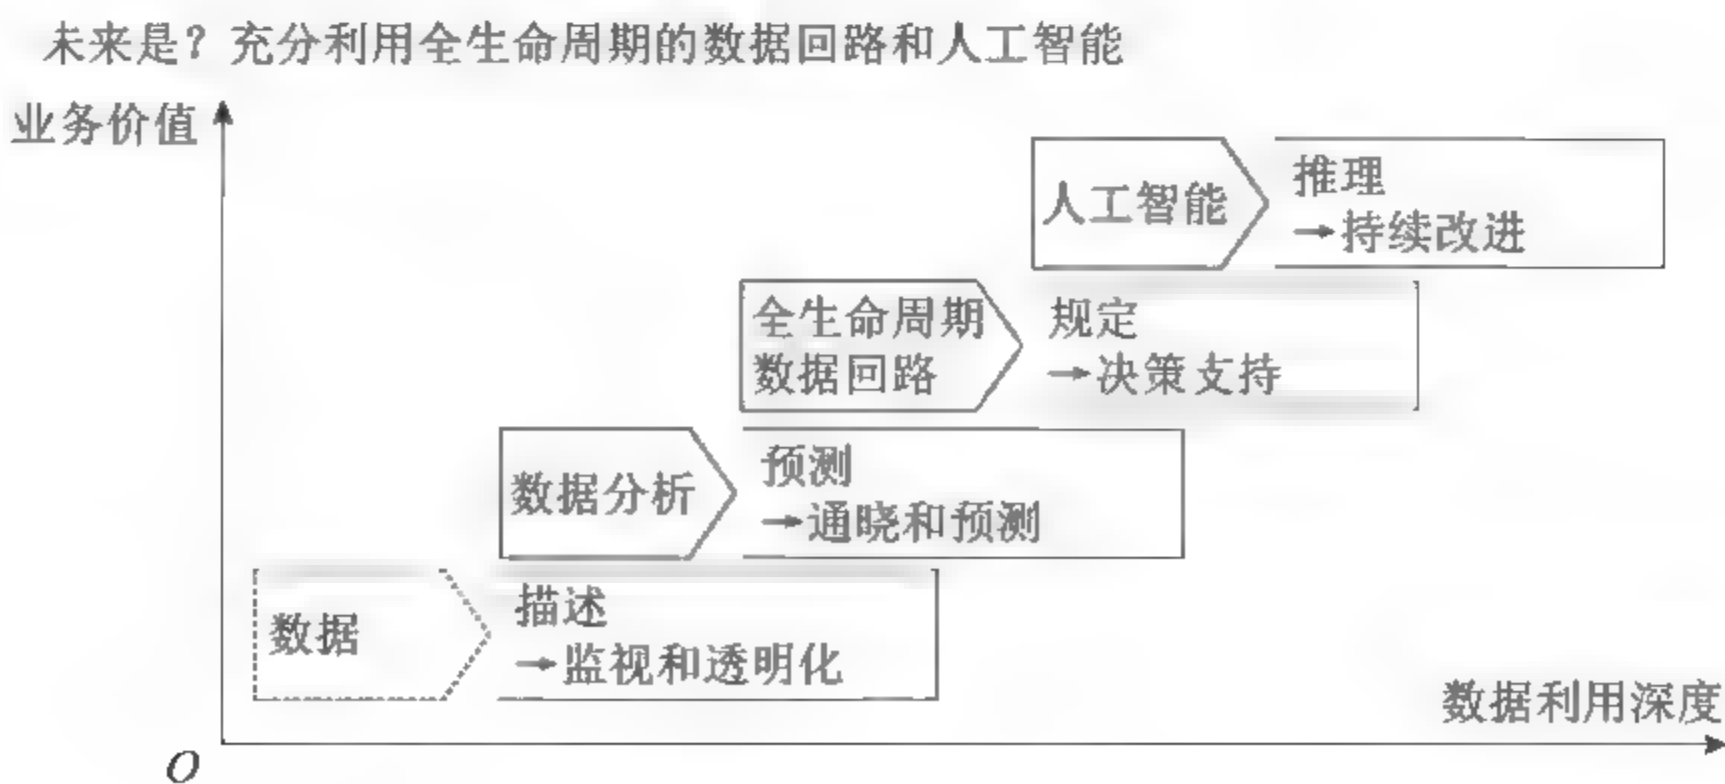 未来是？充分利用全生命周期的数据回路和人工智能
业务价值
人工智能
推理
→持续改进
全生命周期
数据回路
规定
→决策支持
数据分析
预测
→通晓和预测
数据
描述
→监视和透明化
数据利用深度
O